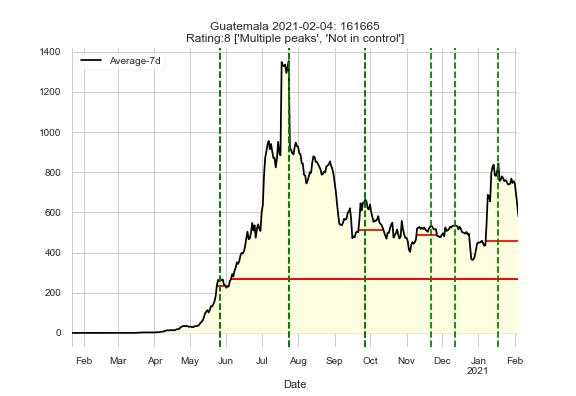 Guatemala 2021-02-04: 161665
Rating:8 ['Multiple peaks', 'Not in control']
Average-7d
1400
1200
1000
800
600
400
200
0
Feb Mar Apr May Jun Jul Aug Sep Oct Nov Dec Jan Feb
2021
Date